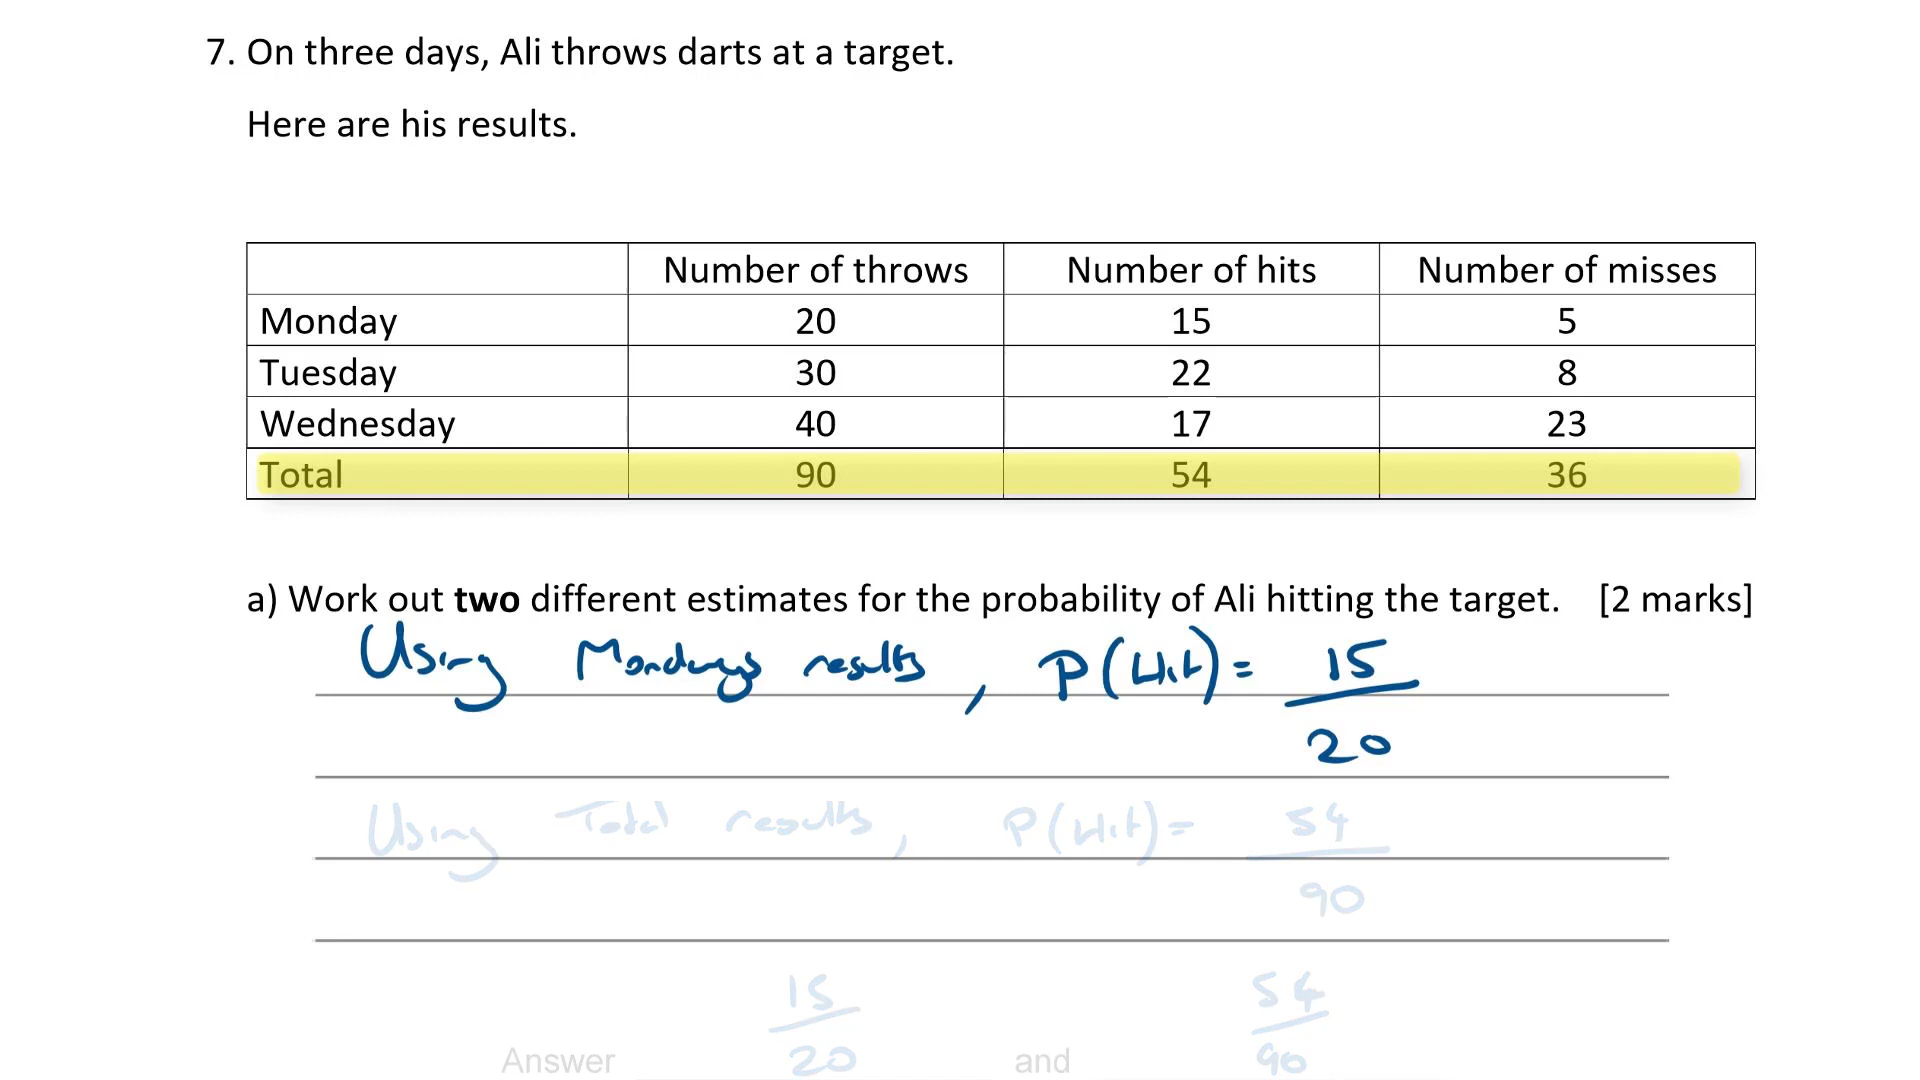 7. On three days, Ali throws darts at a target.
Here are his results.
Number of throws Number of hits Number of misses
Monday 20 15 5
Tuesday 30 22 8
Wednesday 40 17 23
Total 90 54 36
a) Work out two different estimates for the probability of Ali hitting the target. [2 marks]
Using Mondays results, P(Hit) = 15
20
Using Total results, P(Hit) = 54
90
15 54
Answer 20 and 90